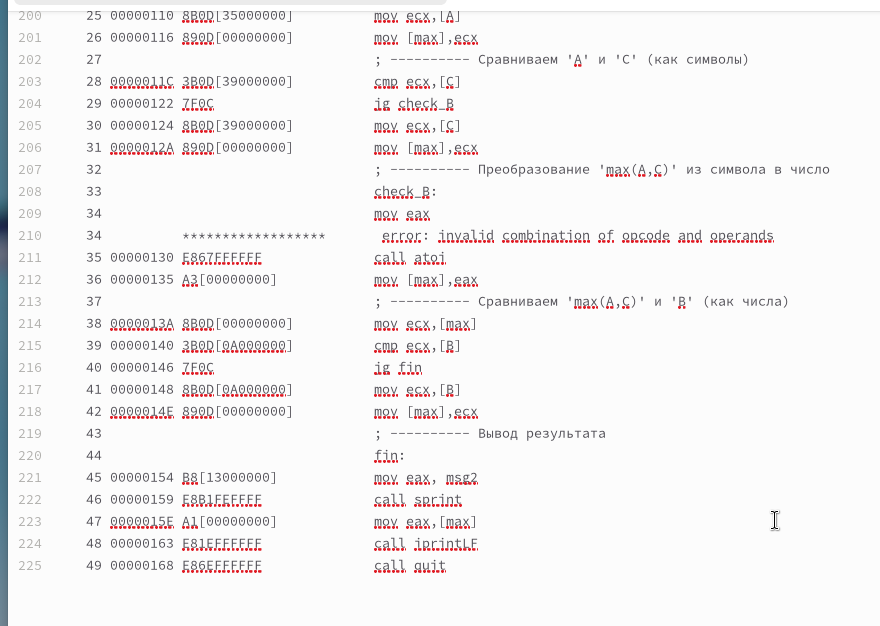 200 25 00000110 8B0D[35000000] mov ecx,[A]
201 26 00000116 890D[00000000] mov [max],ecx
202 27 ; ---------- Сравниваем 'A' и 'C' (как символы)
203 28 0000011C 3B0D[39000000] cmp ecx,[C]
204 29 00000122 7F0C jg check_B
205 30 00000124 8B0D[39000000] mov ecx,[C]
206 31 0000012A 890D[00000000] mov [max],ecx
207 32 ; ---------- Преобразование 'max(A,C)' из символа в число
208 33 check_B:
209 34 mov eax
210 34 ****************** error: invalid combination of opcode and operands
211 35 00000130 E867FFFFFF call atoi
212 36 00000135 A3[00000000] mov [max],eax
213 37 ; ---------- Сравниваем 'max(A,C)' и 'B' (как числа)
214 38 0000013A 8B0D[00000000] mov ecx,[max]
215 39 00000140 3B0D[0A000000] cmp ecx,[B]
216 40 00000146 7F0C jg fin
217 41 00000148 8B0D[0A000000] mov ecx,[B]
218 42 0000014E 890D[00000000] mov [max],ecx
219 43 ; ---------- Вывод результата
220 44 fin:
221 45 00000154 B8[13000000] mov eax, msg2
222 46 00000159 E8B1FEFFFF call sprint
223 47 0000015E A1[00000000] mov eax,[max]
224 48 00000163 E81EFFFFFF call iprintLF
225 49 00000168 E86EFFFFFF call quit